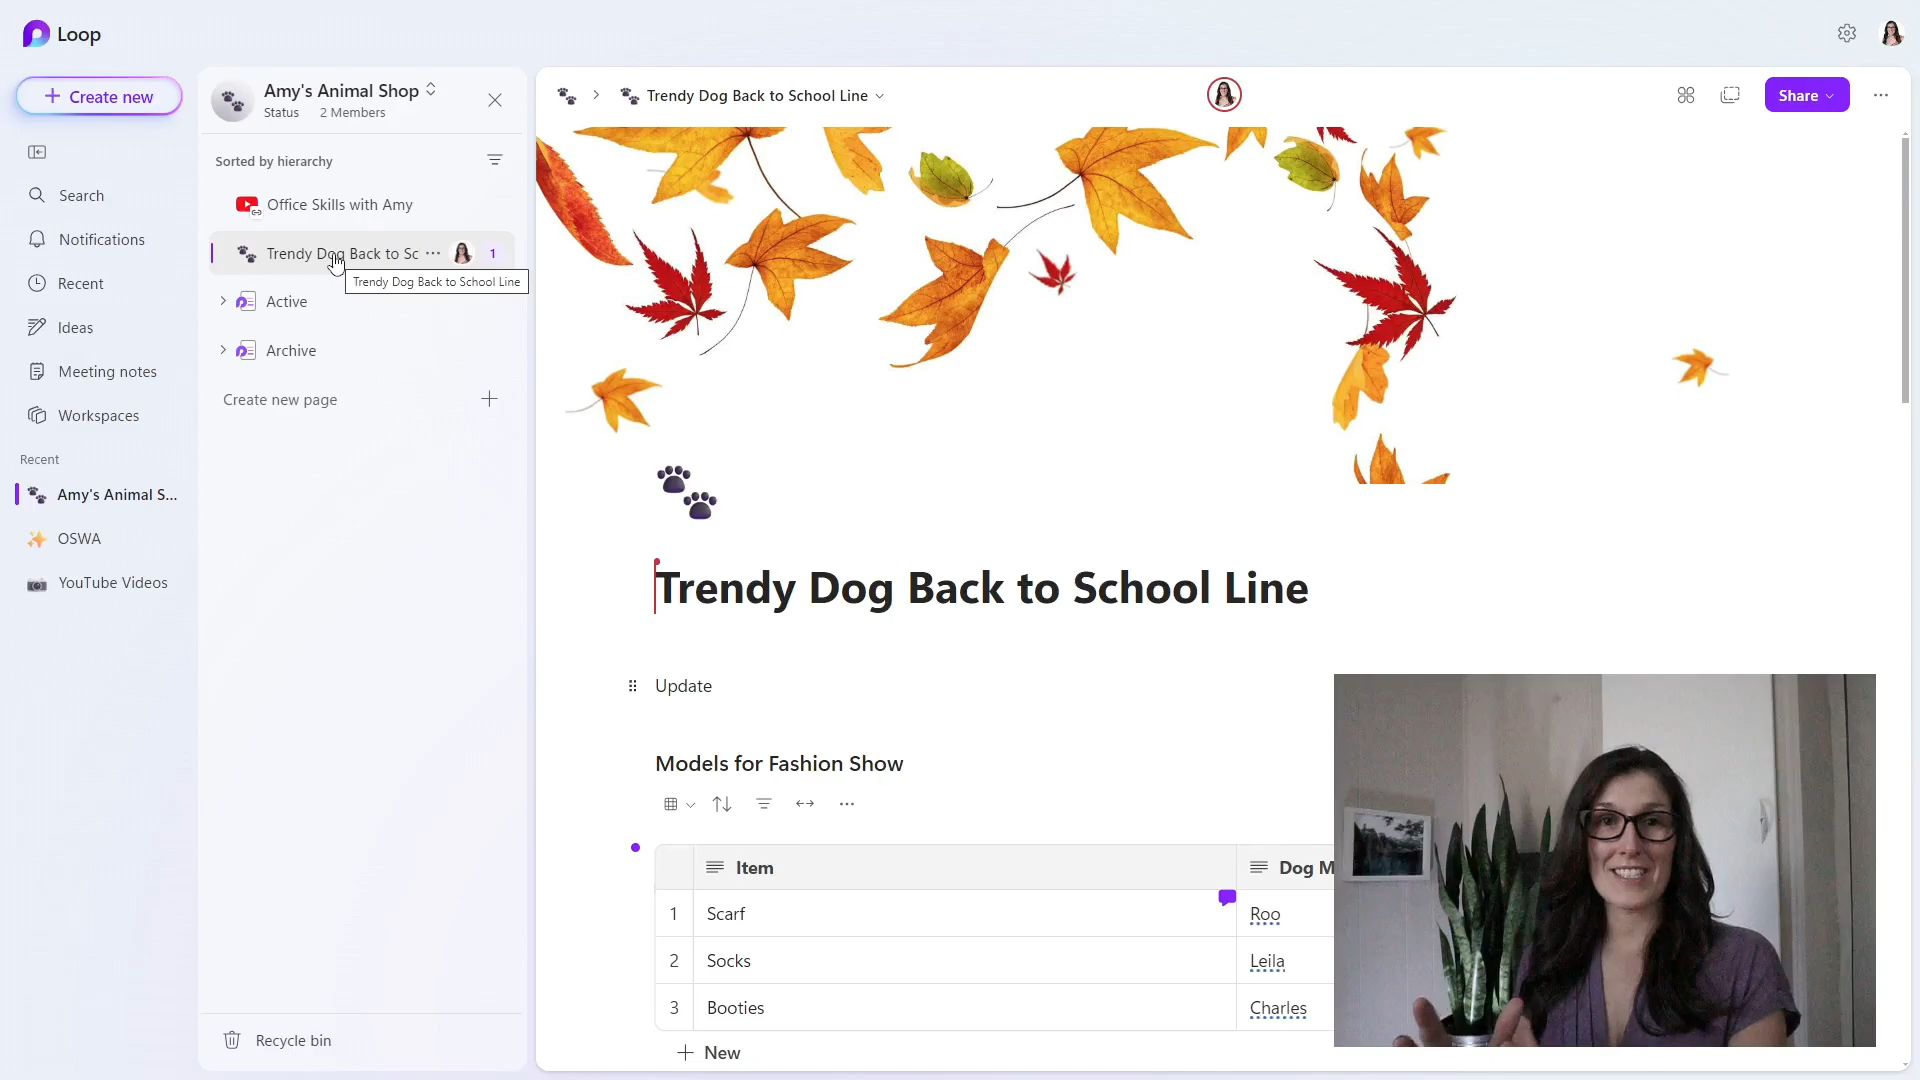 Loop
Create new
Search
Notifications
Recent
Ideas
Meeting notes
Workspaces
Recent
Amy's Animal S...
OSWA
YouTube Videos
Amy's Animal Shop
Status 2 Members
Sorted by hierarchy
Office Skills with Amy
Trendy Dog Back to Sc 1
Trendy Dog Back to School Line
Active
Archive
Create new page
Recycle bin
Trendy Dog Back to School Line
Share
Trendy Dog Back to School Line
Update
Models for Fashion Show
Item Dog M
1 Scarf Roo
2 Socks Leila
3 Booties Charles
New